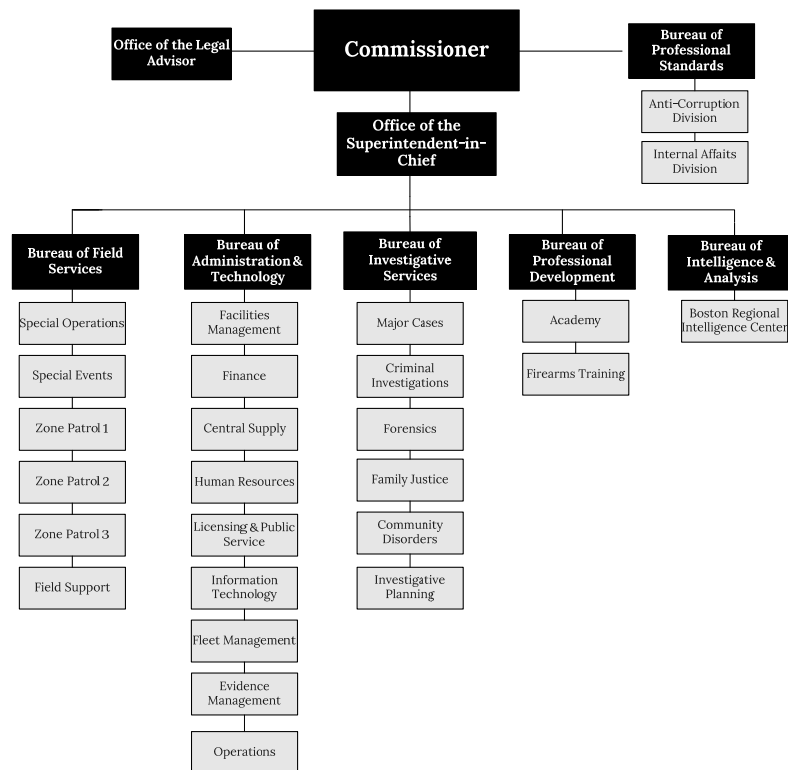 Office of the Legal
Advisor
Commissioner
Bureau of
Professional
Standards
Anti-Corruption
Division
Internal Affaits
Division
Office of the
Superintendent-in-
Chief
Bureau of Field
Services
Special Operations
Special Events
Zone Patrol 1
Zone Patrol 2
Zone Patrol 3
Field Support
Bureau of
Administration &
Technology
Facilities
Management
Finance
Central Supply
Human Resources
Licensing & Public
Service
Information
Technology
Fleet Management
Evidence
Management
Operations
Bureau of
Investigative
Services
Major Cases
Criminal
Investigations
Forensics
Family Justice
Community
Disorders
Investigative
Planning
Bureau of
Professional
Development
Academy
Firearms Training
Bureau of
Intelligence &
Analysis
Boston Regional
Intelligence Center